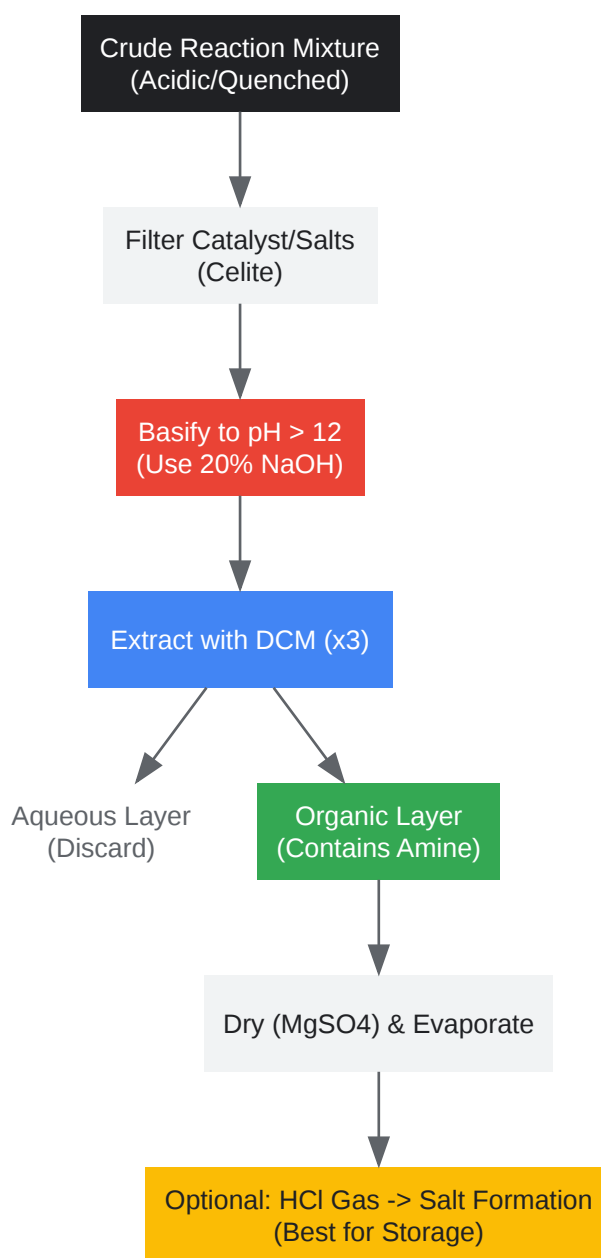 Crude Reaction Mixture
(Acidic/Quenched)
Filter Catalyst/Salts
(Celite)
Basify to pH > 12
(Use 20% NaOH)
Extract with DCM (x3)
Aqueous Layer
(Discard)
Organic Layer
(Contains Amine)
Dry (MgSO4) & Evaporate
Optional: HCl Gas -> Salt Formation
(Best for Storage)